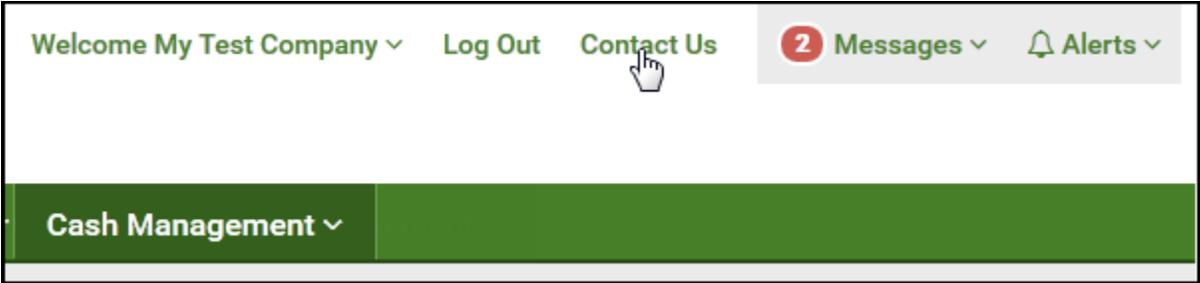 Welcome My Test Company Log Out Contact Us 2 Messages Alerts
Cash Management